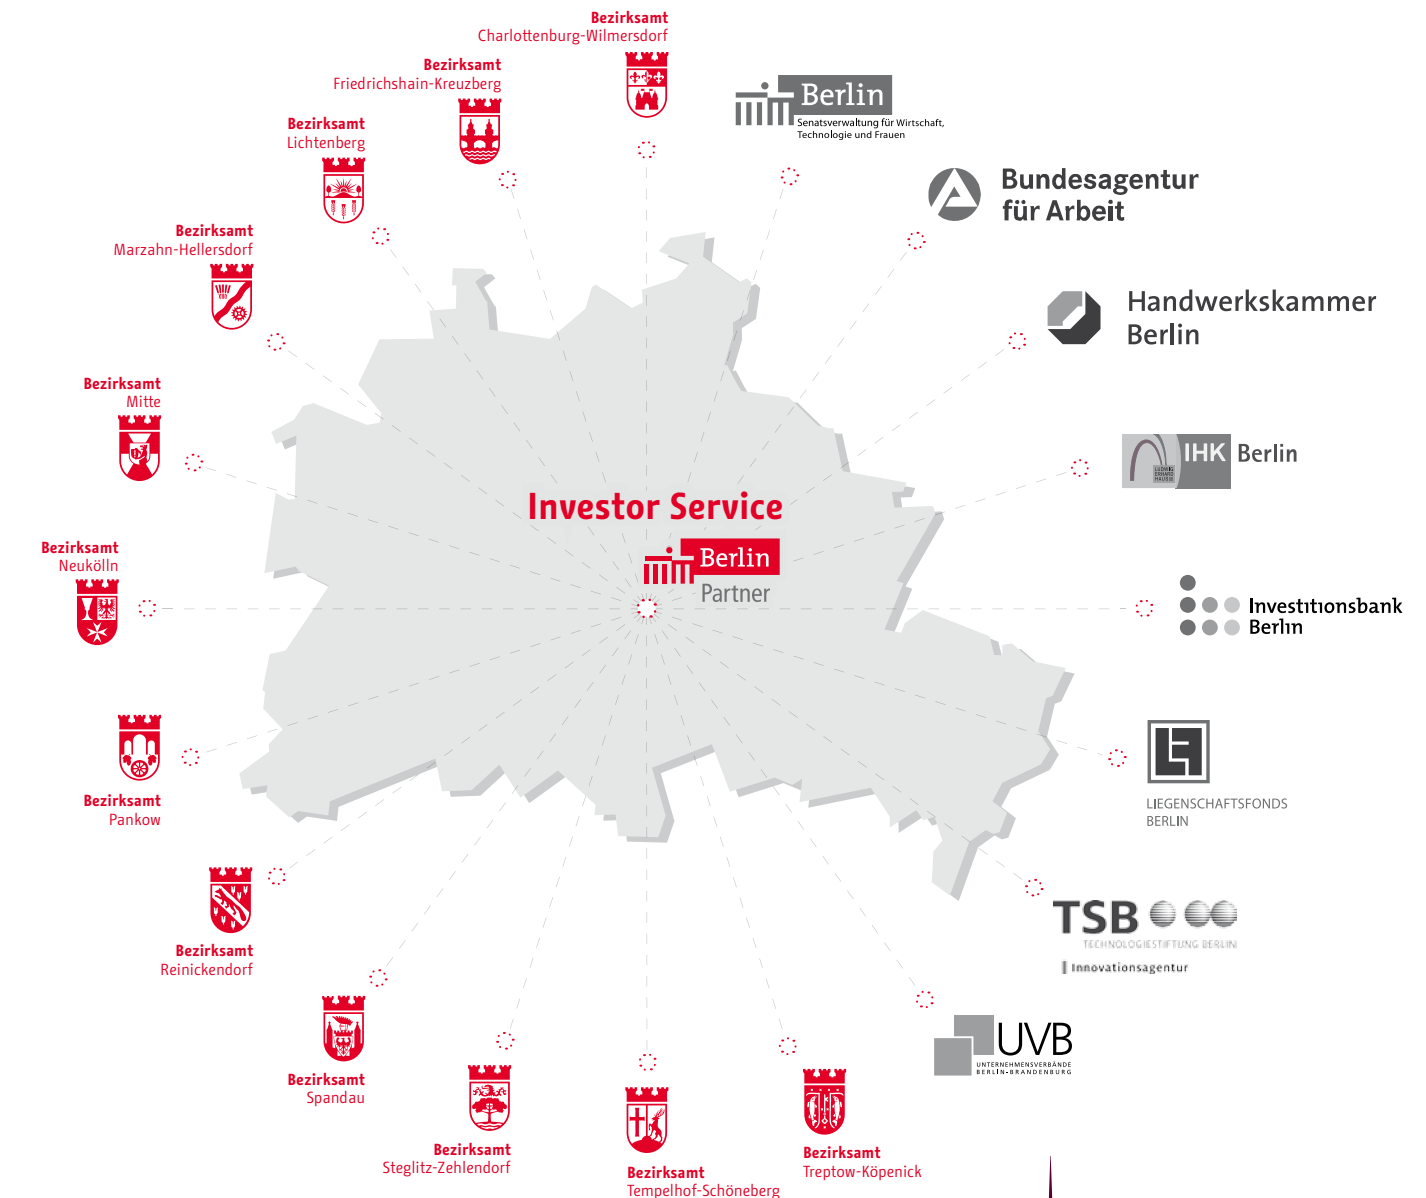 Bezirksamt
Charlottenburg-Wilmersdorf
Bezirksamt
Friedrichshain-Kreuzberg
Bezirksamt
Lichtenberg
Bezirksamt
Marzahn-Hellersdorf
Bezirksamt
Mitte
Bezirksamt
Neukölln
Bezirksamt
Pankow
Bezirksamt
Reinickendorf
Bezirksamt
Spandau
Bezirksamt
Steglitz-Zehlendorf
Bezirksamt
Tempelhof-Schöneberg
Bezirksamt
Treptow-Köpenick
Investor Service
Berlin
Partner
Berlin
Senatsverwaltung für Wirtschaft,
Technologie und Frauen
Bundesagentur
für Arbeit
Handwerkskammer
Berlin
LUDWIG
ERHARD
HAUS
IHK Berlin
Investitionsbank
Berlin
LIEGENSCHAFTSFONDS
BERLIN
TSB
TECHNOLOGIESTIFTUNG BERLIN
Innovationsagentur
UVB
UNTERNEHMENSVERBÄNDE
BERLIN-BRANDENBURG